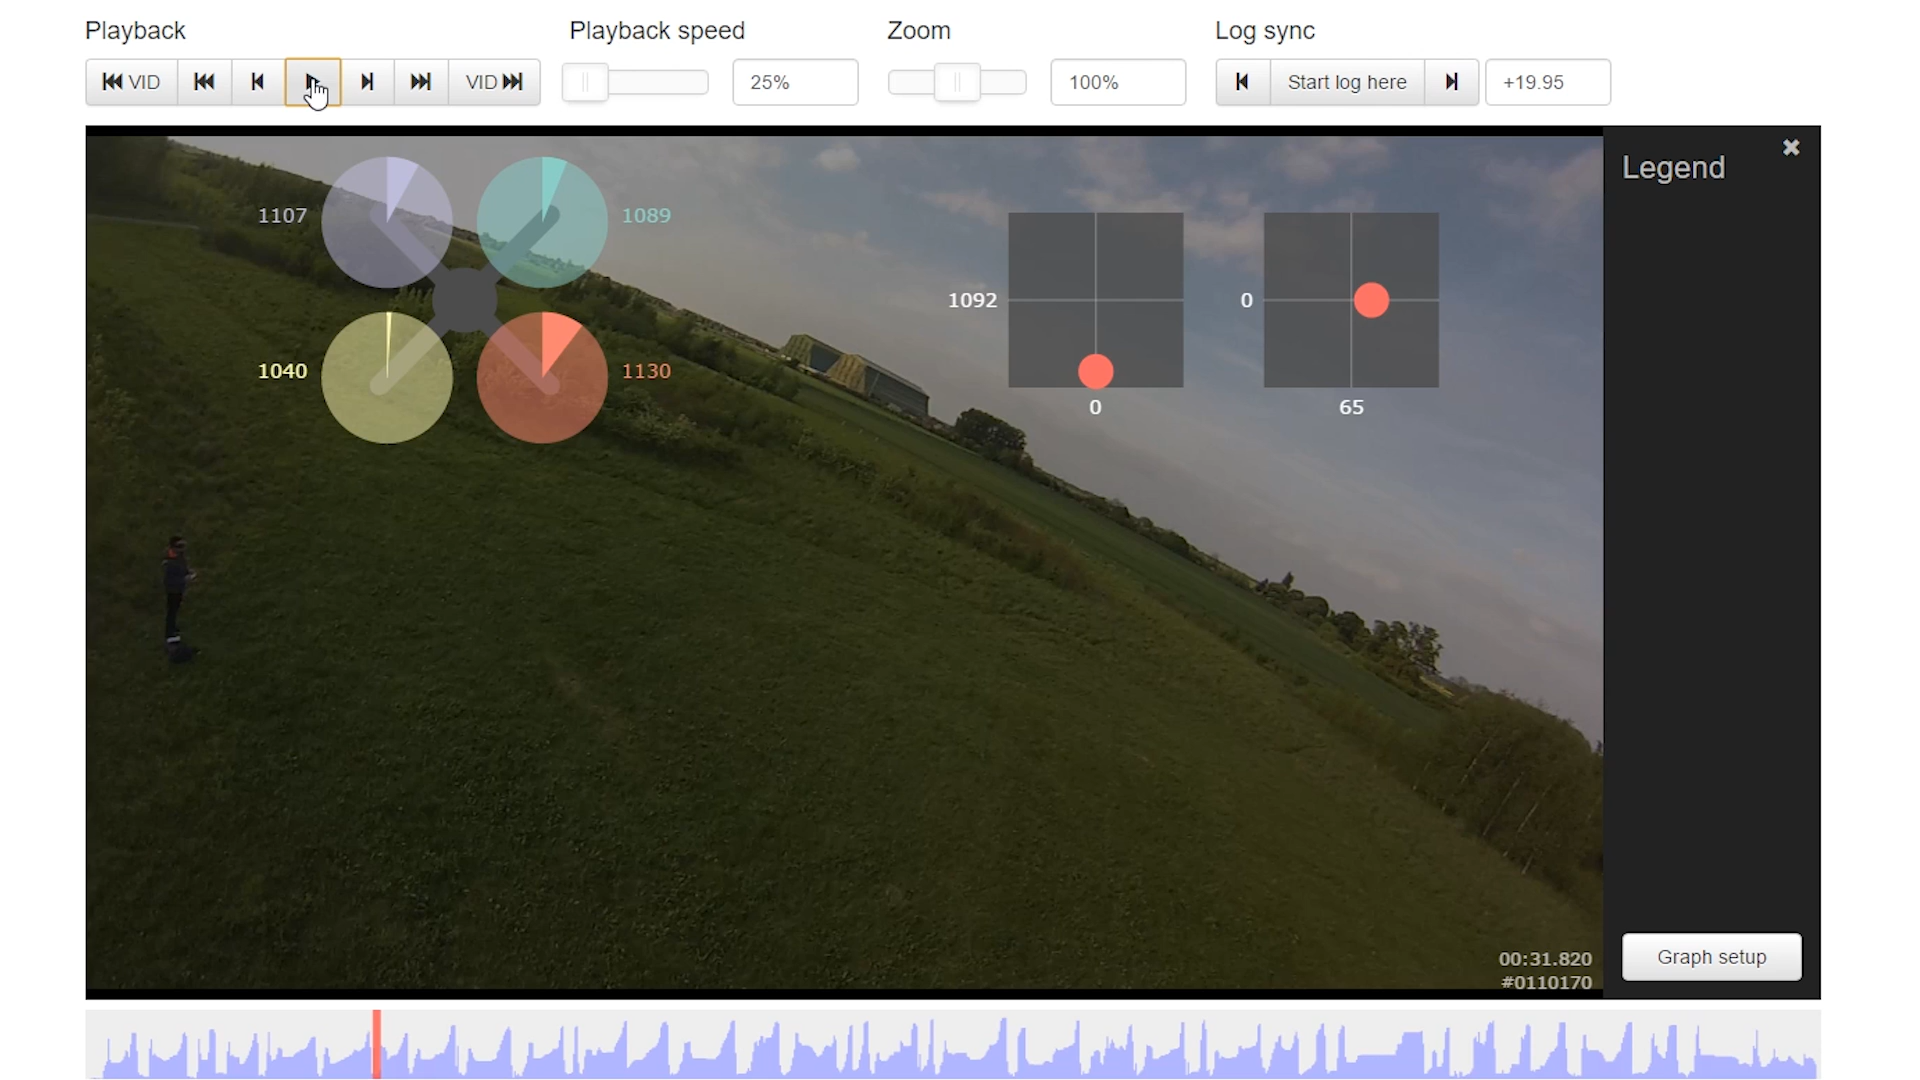 Playback
Playback speed
Zoom
Log sync
VID
VID
25%
100%
Start log here
+19.95
Legend
1107
1089
1092
0
1040
1130
0
65
00:31.820
#0110170
Graph setup